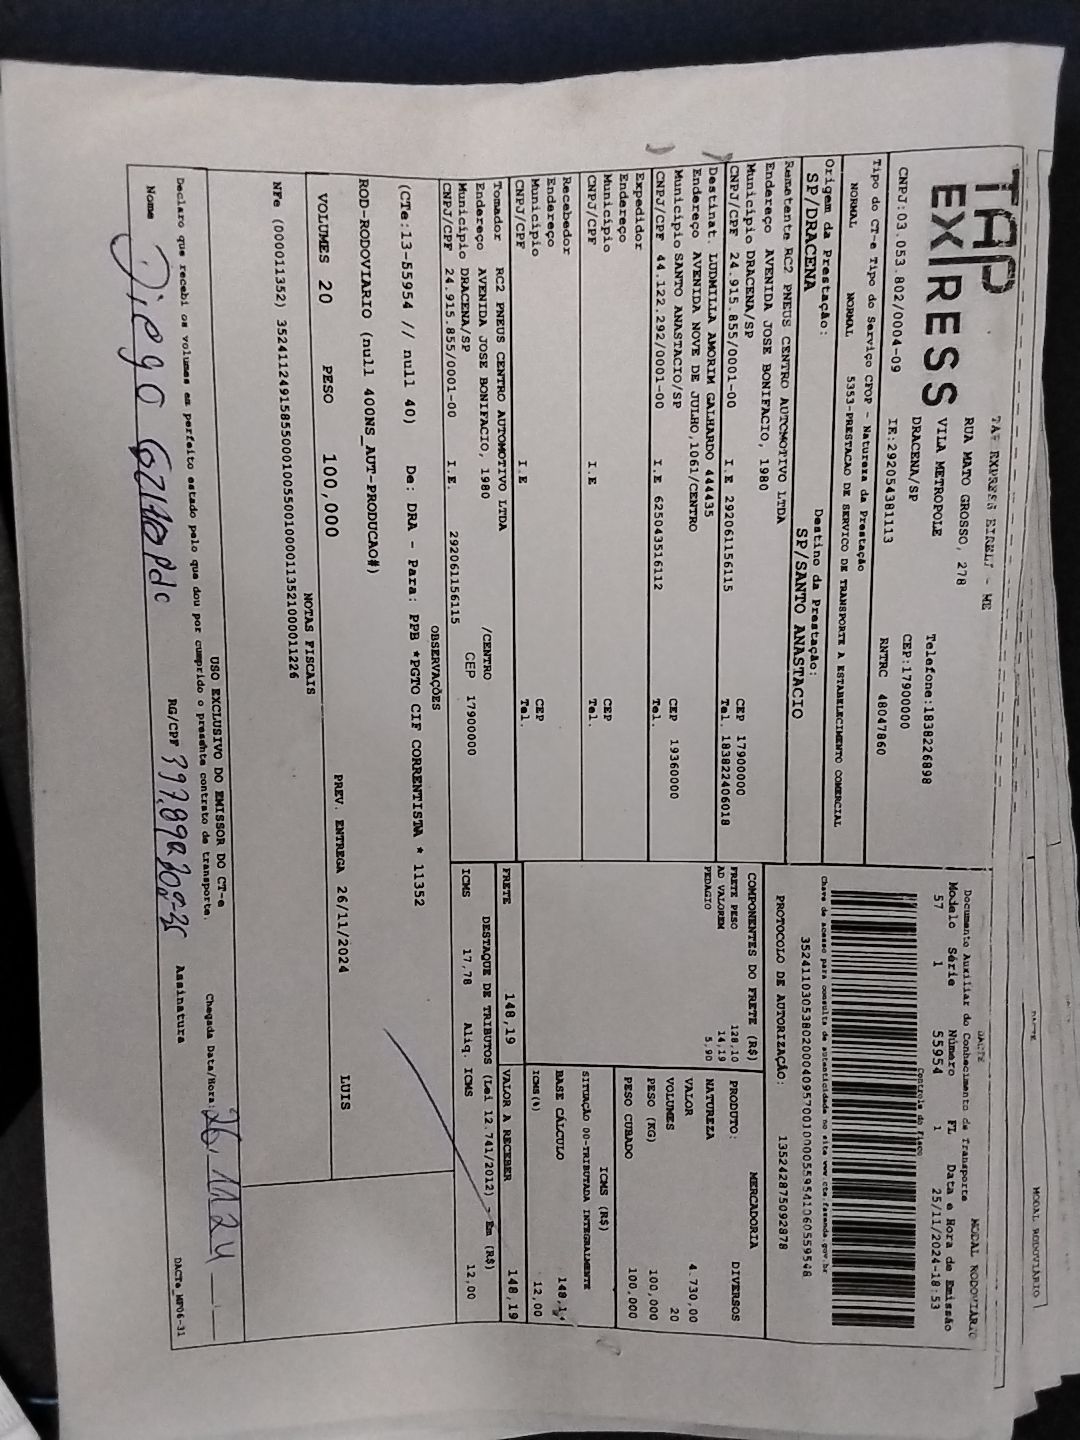 TAP EXPRESS
TAP EXPRESS EIRELI - ME
RUA MATO GROSSO, 278
VILA METROPOLE
DRACENA/SP
Telefone:1838226898
CEP:17900000
CNPJ:03.053.802/0004-09 IE:292054381113 RNTRC 48047860
DACTE MODAL RODOVIÁRIO
Documento Auxiliar do Conhecimento de Transporte
Modelo Série Número FL Data e Hora de Emissão
57 1 55954 1 25/11/2024-18:53
Controle do Fisco
Chave de acesso para consulta de autenticidade no site www.cte.fazenda.gov.br
35241103053802000409570010000559541060559548
PROTOCOLO DE AUTORIZAÇÃO: 135242875092878
Tipo do CT-e Tipo do Serviço CFOP - Natureza da Prestação
NORMAL NORMAL 5353-PRESTACAO DE SERVICO DE TRANSPORTE A ESTABELECIMENTO COMERCIAL
Origem da Prestação: Destino da Prestação:
SP/DRACENA SP/SANTO ANASTACIO
Remetente RC2 PNEUS CENTRO AUTOMOTIVO LTDA
Endereço AVENIDA JOSE BONIFACIO, 1980
Município DRACENA/SP CEP 17900000
CNPJ/CPF 24.915.855/0001-00 I.E 292061156115 Tel. 183822406018
Destinat. LUDMILLA AMORIM GALHARDO 444435
Endereço AVENIDA NOVE DE JULHO,1061/CENTRO
Município SANTO ANASTACIO/SP CEP 19360000
CNPJ/CPF 44.122.292/0001-00 I.E 62504351​6112 Tel.
Expedidor
Endereço
Município CEP
CNPJ/CPF I.E Tel.
Recebedor
Endereço
Município CEP
CNPJ/CPF I.E Tel.
Tomador RC2 PNEUS CENTRO AUTOMOTIVO LTDA
Endereço AVENIDA JOSE BONIFACIO, 1980 /CENTRO
Município DRACENA/SP CEP 17900000
CNPJ/CPF 24.915.855/0001-00 I.E. 292061156115
COMPONENTES DO FRETE (R$)
FRETE PESO 128,10
AD VALOREM 14,19
PEDAGIO 5,90
PRODUTO: MERCADORIA
NATUREZA DIVERSOS
VALOR 4.730,00
VOLUMES 20
PESO (KG) 100,000
PESO CUBADO 100,000
ICMS (R$)
SITUAÇÃO 00-TRIBUTADA INTEGRALMENTE
BASE CÁLCULO
ICMS(%) 12,00
FRETE 148,19 VALOR A RECEBER 148,19
DESTAQUE DE TRIBUTOS (Lei 12.741/2012) - Em (R$)
ICMS 17,78 Aliq. ICMS 12,00
OBSERVAÇÕES
(CTe:13-55954 // null 40) De: DRA - Para: PPB *PGTO CIF CORRENTISTA * 11352
ROD-RODOVIARIO (null 400NS_AUT-PRODUCAO#)
VOLUMES 20 PESO 100,000 PREV. ENTREGA 26/11/2024 LUIS
NOTAS FISCAIS
NFe (000011352) 35241124915855000100550010000113521000011226
USO EXCLUSIVO DO EMISSOR DO CT-e
Declaro que recebi os volumes em perfeito estado pelo que dou por cumprido o presente contrato de transporte.
Chegada Data/Hora 26.11.24
Nome Diego RG/CPF Assinatura
DACTe_MP06-31
DACTE
MODAL RODOVIÁRIO